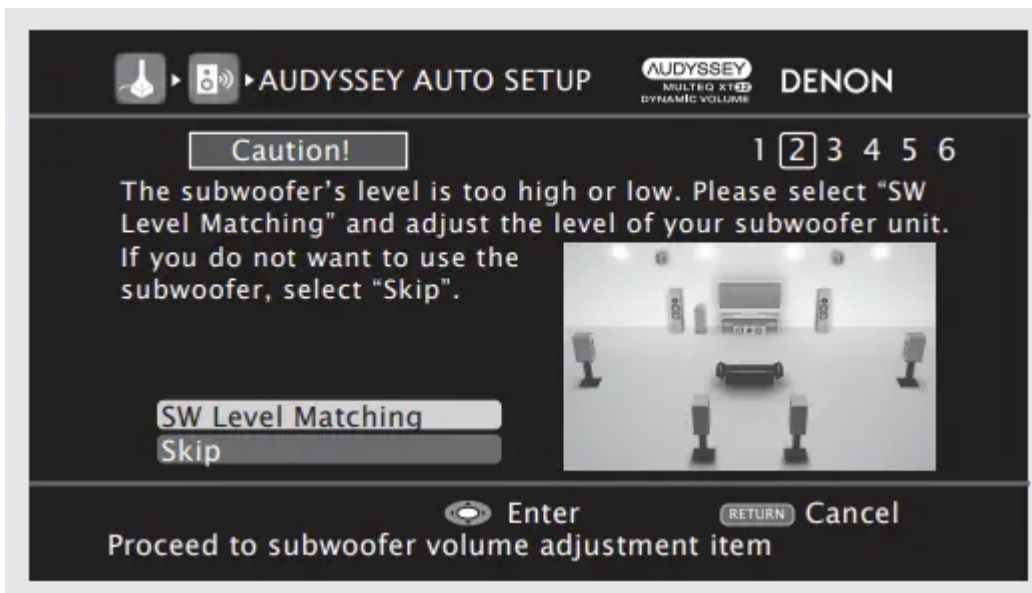 AUDYSSEY AUTO SETUP
AUDYSSEY
MULTEQ XT32
DYNAMIC VOLUME
DENON
Caution!
1 2 3 4 5 6
The subwoofer's level is too high or low. Please select “SW
Level Matching” and adjust the level of your subwoofer unit.
If you do not want to use the
subwoofer, select “Skip”.
SW Level Matching
Skip
Enter
RETURN Cancel
Proceed to subwoofer volume adjustment item